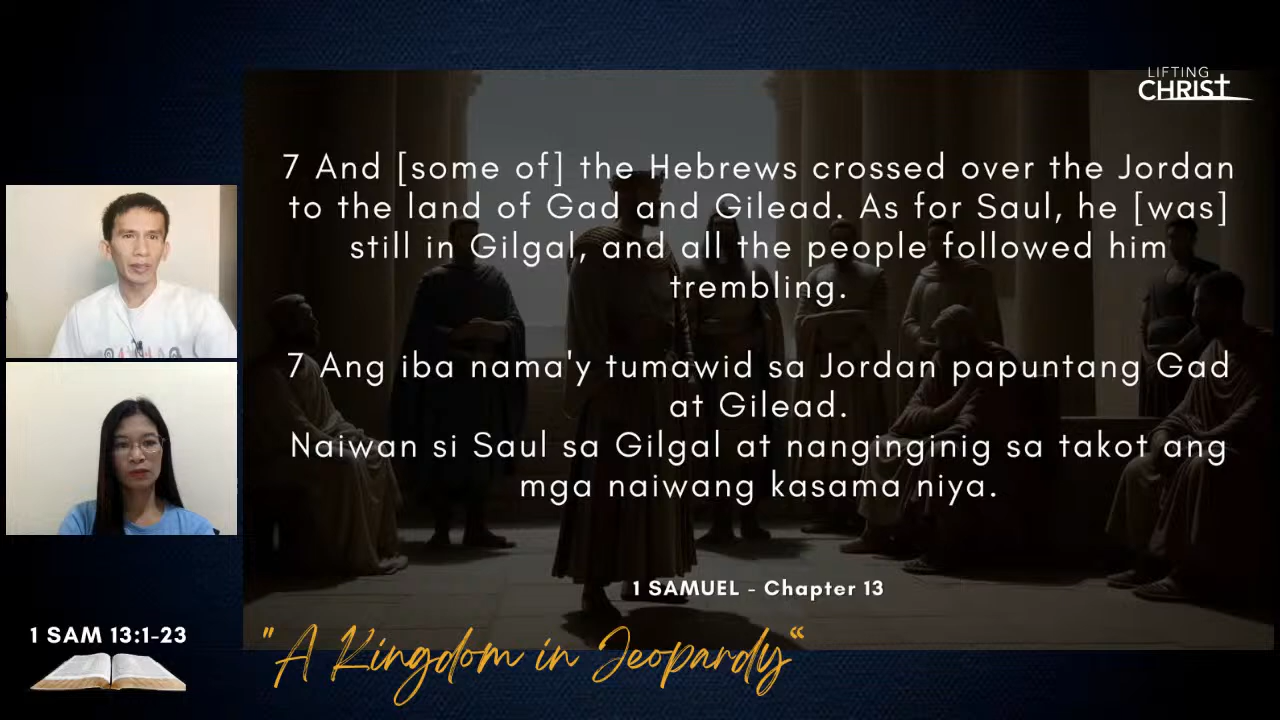 LIFTING
CHRIST
7 And [some of] the Hebrews crossed over the Jordan
to the land of Gad and Gilead. As for Saul, he [was]
still in Gilgal, and all the people followed him
trembling.
7 Ang iba nama'y tumawid sa Jordan papuntang Gad
at Gilead.
Naiwan si Saul sa Gilgal at nanginginig sa takot ang
mga naiwang kasama niya.
1 SAMUEL - Chapter 13
1 SAM 13:1-23
"A Kingdom in Jeopardy“